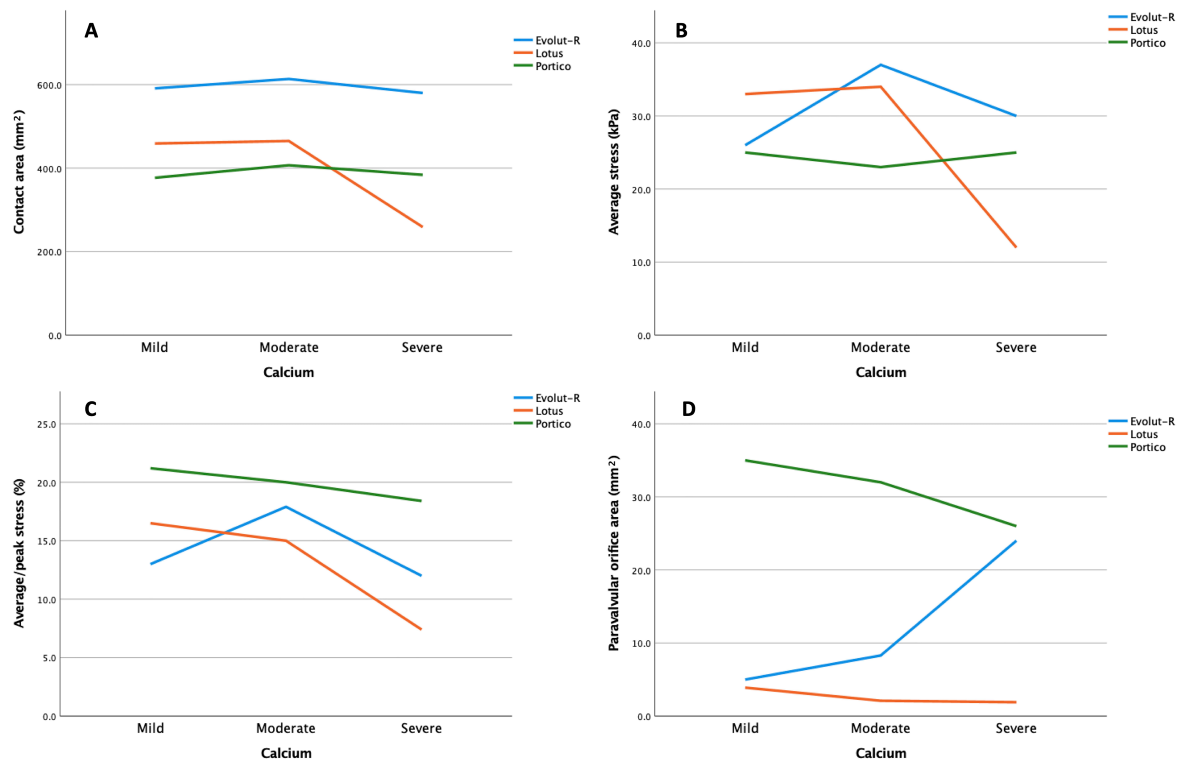 A
Evolut-R
Lotus
Portico
600.0
400.0
200.0
0.0
Contact area (mm²)
Mild Moderate Severe
Calcium
B
Evolut-R
Lotus
Portico
40.0
30.0
20.0
10.0
0.0
Average stress (kPa)
Mild Moderate Severe
Calcium
C
Evolut-R
Lotus
Portico
25.0
20.0
15.0
10.0
5.0
0.0
Average/peak stress (%)
Mild Moderate Severe
Calcium
D
Evolut-R
Lotus
Portico
40.0
30.0
20.0
10.0
0.0
Paravalvular orifice area (mm²)
Mild Moderate Severe
Calcium